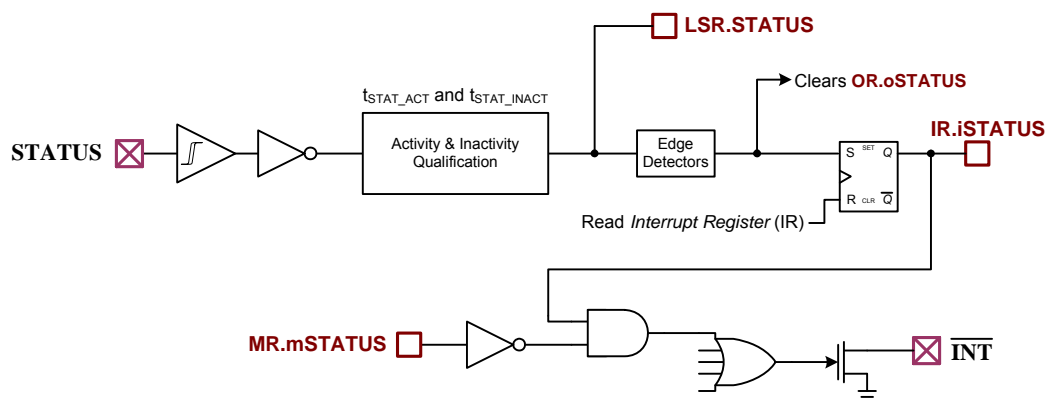 LSR.STATUS
Clears OR.oSTATUS
tSTAT_ACT and tSTAT_INACT
IR.iSTATUS
STATUS
Activity & Inactivity
Qualification
Edge
Detectors
S SET Q
R CLR Q̅
Read Interrupt Register (IR)
MR.mSTATUS
I̅N̅T̅